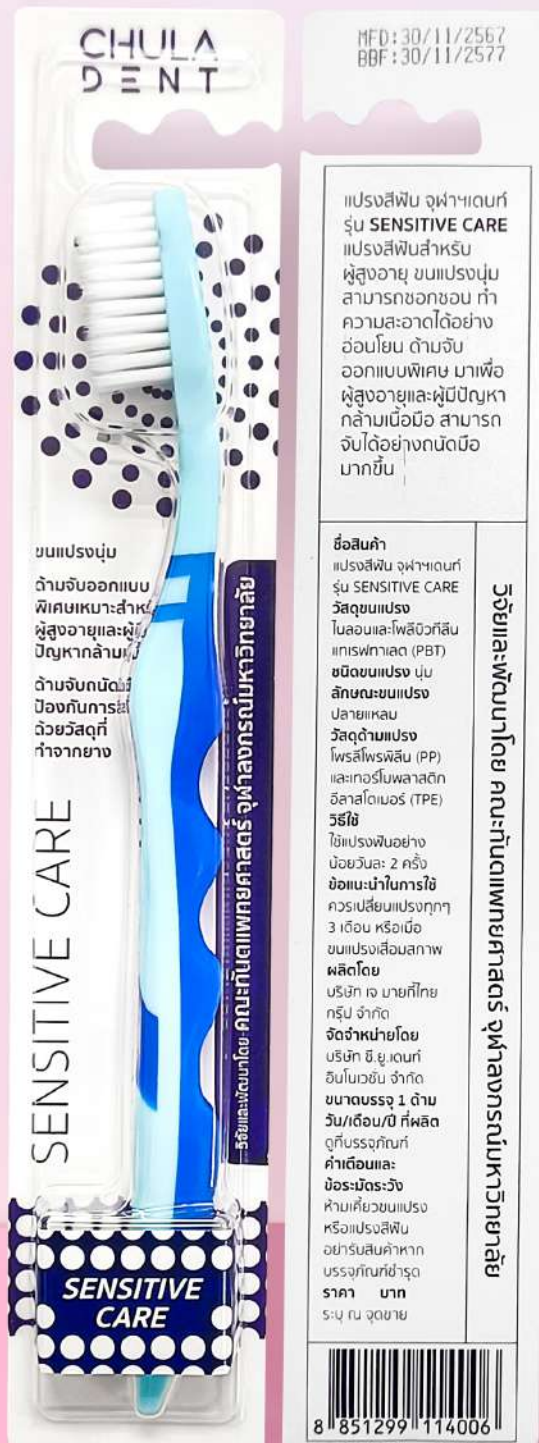 CHULA
DENT
ขนแปรงนุ่ม
ด้ามจับออกแบบ
พิเศษเหมาะสำหรับ
ผู้สูงอายุและผู้มี
ปัญหากล้าม
ด้ามจับถนัด
ป้องกันการ
ด้วยวัสดุที่
ทำจากยาง
SENSITIVE CARE
วิจัยและพัฒนาโดย คณะทันตแพทยศาสตร์ จุฬาลงกรณ์มหาวิทยาลัย
SENSITIVE
CARE
MFD:30/11/2567
BBF:30/11/2577
แปรงสีฟัน จุฬาฯเดนท์
รุ่น SENSITIVE CARE
แปรงสีฟันสำหรับ
ผู้สูงอายุ ขนแปรงนุ่ม
สามารถซอกซอน ทำ
ความสะอาดได้อย่าง
อ่อนโยน ด้ามจับ
ออกแบบพิเศษ มาเพื่อ
ผู้สูงอายุและผู้มีปัญหา
กล้ามเนื้อมือ สามารถ
จับได้อย่างถนัดมือ
มากขึ้น
ชื่อสินค้า
แปรงสีฟัน จุฬาฯเดนท์
รุ่น SENSITIVE CARE
วัสดุขนแปรง
ไนลอนและโพลีบิวทีลีน
แทเรฟทาเลต (PBT)
ชนิดขนแปรง นุ่ม
ลักษณะขนแปรง
ปลายแหลม
วัสดุด้ามแปรง
โพรลีโพรพิลีน (PP)
และเทอร์โมพลาสติก
อีลาสโตเมอร์ (TPE)
วิธีใช้
ใช้แปรงฟันอย่าง
น้อยวันละ 2 ครั้ง
ข้อแนะนำในการใช้
ควรเปลี่ยนแปรงทุกๆ
3 เดือน หรือเมื่อ
ขนแปรงเสื่อมสภาพ
ผลิตโดย
บริษัท เจ มายที่ไทย
กรุ๊ป จำกัด
จัดจำหน่ายโดย
บริษัท ซี.ยู.เดนท์
อินโนเวชั่น จำกัด
ขนาดบรรจุ 1 ด้าม
วัน/เดือน/ปี ที่ผลิต
ดูที่บรรจุภัณฑ์
คำเตือนและ
ข้อระมัดระวัง
ห้ามเคี้ยวขนแปรง
หรือแปรงสีฟัน
อย่ารับสินค้าหาก
บรรจุภัณฑ์ชำรุด
ราคา บาท
ระบุ ณ จุดขาย
วิจัยและพัฒนาโดย คณะทันตแพทยศาสตร์ จุฬาลงกรณ์มหาวิทยาลัย
8 851299 114006